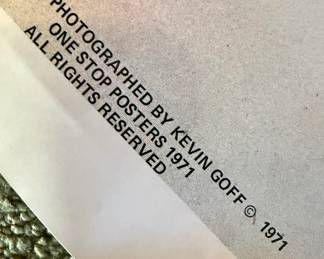 PHOTOGRAPHED BY KEVIN GOFF © 1971
ONE STOP POSTERS 1971
ALL RIGHTS RESERVED